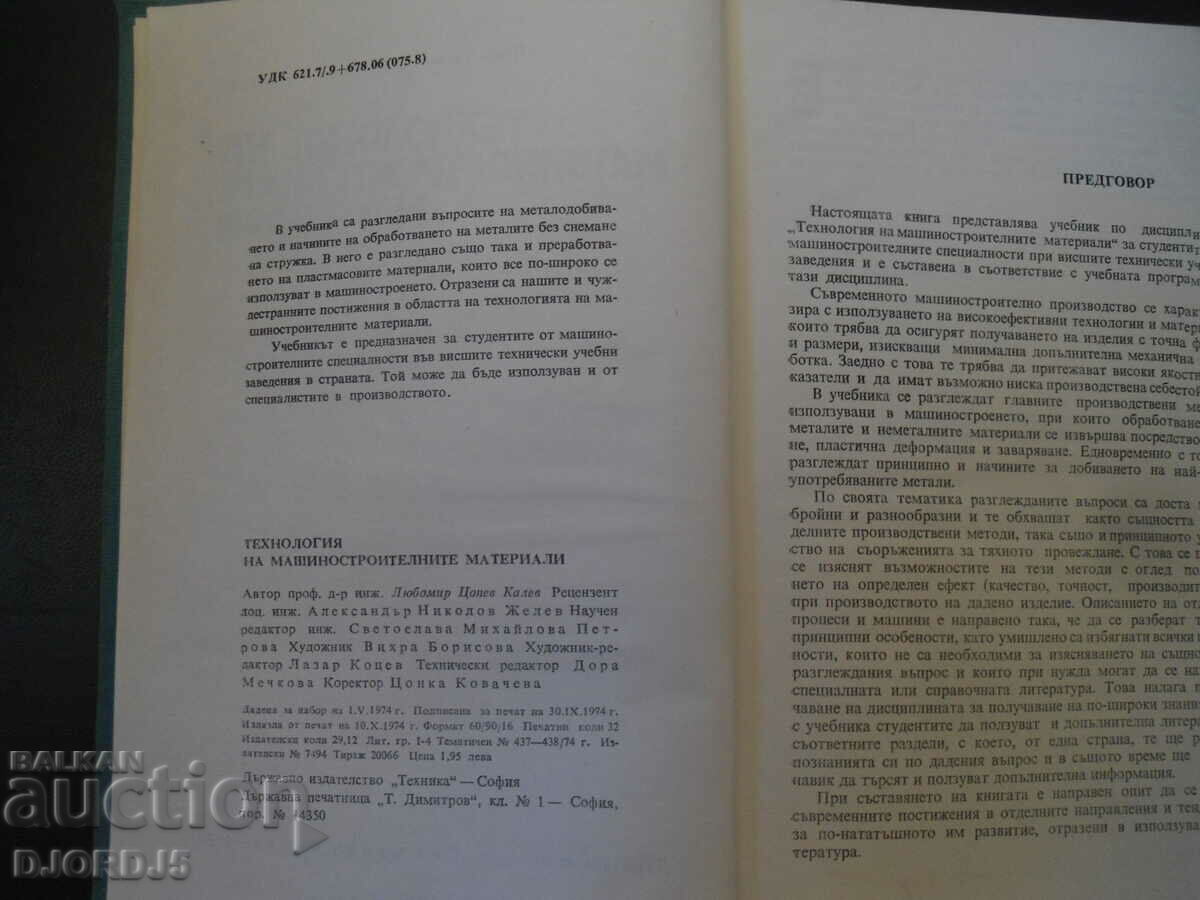 УДК 621.7/.9+678.06 (075.8)
В учебника са разгледани въпросите на металодобива-
нето и начините на обработването на металите без снемане
на стружка. В него е разгледано също така и преработва-
нето на пластмасовите материали, които все по-широко се
използуват в машиностроенето. Отразени са нашите и чуж-
дестранните постижения в областта на технологията на ма-
шиностроителните материали.
Учебникът е предназначен за студентите от машино-
строителните специалности във висшите технически учебни
заведения в страната. Той може да бъде използуван и от
специалистите в производството.
ТЕХНОЛОГИЯ
НА МАШИНОСТРОИТЕЛНИТЕ МАТЕРИАЛИ
Автор проф. д-р инж. Любомир Цонев Калев Рецензент
доц. инж. Александър Николов Желев Научен
редактор инж. Светослава Михайлова Пет-
рова Художник Вихра Борисова Художник-ре-
дактор Лазар Коцев Технически редактор Дора
Мечкова Коректор Цонка Ковачева
Дадена за набор на 1.V.1974 г. Подписана за печат на 30.IX.1974 г.
Излязла от печат на 10.X.1974 г. Формат 60/90/16 Печатни коли 32
Издателски коли 29,12 Лит. гр. I-4 Тематичен № 437—438/74 г. Из-
дателски № 7494 Тираж 20066 Цена 1,95 лева
Държавно издателство „Техника“ — София
Държавна печатница „Т. Димитров“, кл. № 1 — София,
пор. № 4350
ПРЕДГОВОР
Настоящата книга представлява учебник по дисципли
„Технология на машиностроителните материали“ за студентит
машиностроителните специалности при висшите технически уч
заведения и е съставена в съответствие с учебната програм
тази дисциплина.
Съвременното машиностроително производство се харак
зира с използуването на високоефективни технологии и матери
които трябва да осигурят получаването на изделия с точна ф
и размери, изискващи минимална допълнителна механична
ботка. Заедно с това те трябва да притежават високи якост
казатели и да имат възможно ниска производствена себестой
В учебника се разглеждат главните производствени ме
използувани в машиностроенето, при които обработване
металите и неметалните материали се извършва посредство
не, пластична деформация и заваряване. Едновременно с то
разглеждат принципно и начините за добиването на най-
употребяваните метали.
По своята тематика разглежданите въпроси са доста
бройни и разнообразни и те обхващат както същността
делните производствени методи, така също и принципното у
ство на съоръженията за тяхното провеждане. С това се ц
се изяснят възможностите на тези методи с оглед по
нето на определен ефект (качество, точност, производит
при производството на дадено изделие. Описанието на от
процеси и машини е направено така, че да се разберат т
принципни особености, като умишлено са избягнати всички
ности, които не са необходими за изясняването на същно
разглеждания въпрос и които при нужда могат да се на
специалната или справочната литература. Това налага п
чаване на дисциплината за получаване на по-широки знани
с учебника студентите да ползуват и допълнителна литер
съответните раздели, с което, от една страна, те ще р
познанията си по дадения въпрос и в същото време ще
навик да търсят и ползуват допълнителна информация.
При съставянето на книгата е направен опит да се
съвременните постижения в отделните направления и тен
за по-нататъшното им развитие, отразени в използува
тература.
BALKAN
auction
DJORDJ5